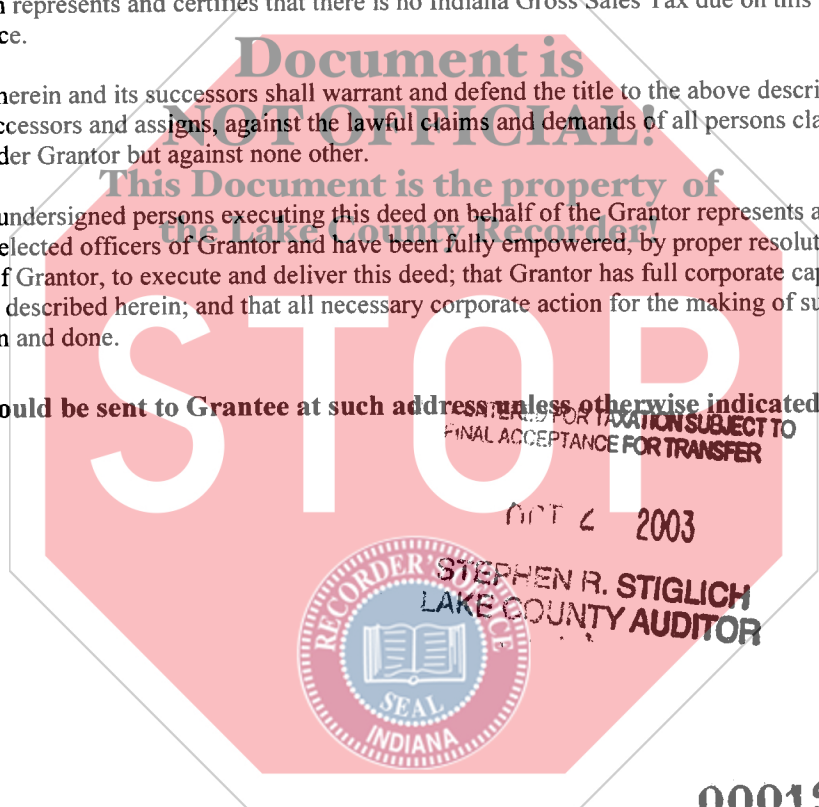 represents and certifies that there is no Indiana Gross Sales Tax due on this
ce.
Document is
herein and its successors shall warrant and defend the title to the above descri
NOT OFFICIAL!
ccessors and assigns, against the lawful claims and demands of all persons cla
der Grantor but against none other.
This Document is the property of
undersigned persons executing this deed on behalf of the Grantor represents a
the Lake County Recorder!
elected officers of Grantor and have been fully empowered, by proper resolut
f Grantor, to execute and deliver this deed; that Grantor has full corporate cap
described herein; and that all necessary corporate action for the making of su
n and done.
STOP
ould be sent to Grantee at such address unless otherwise indicated
ENTERED FOR TAXATION SUBJECT TO
FINAL ACCEPTANCE FOR TRANSFER
OCT 2003
STEPHEN R. STIGLICH
LAKE COUNTY AUDITOR
RECORDER'S OFFICE
SEAL
INDIANA